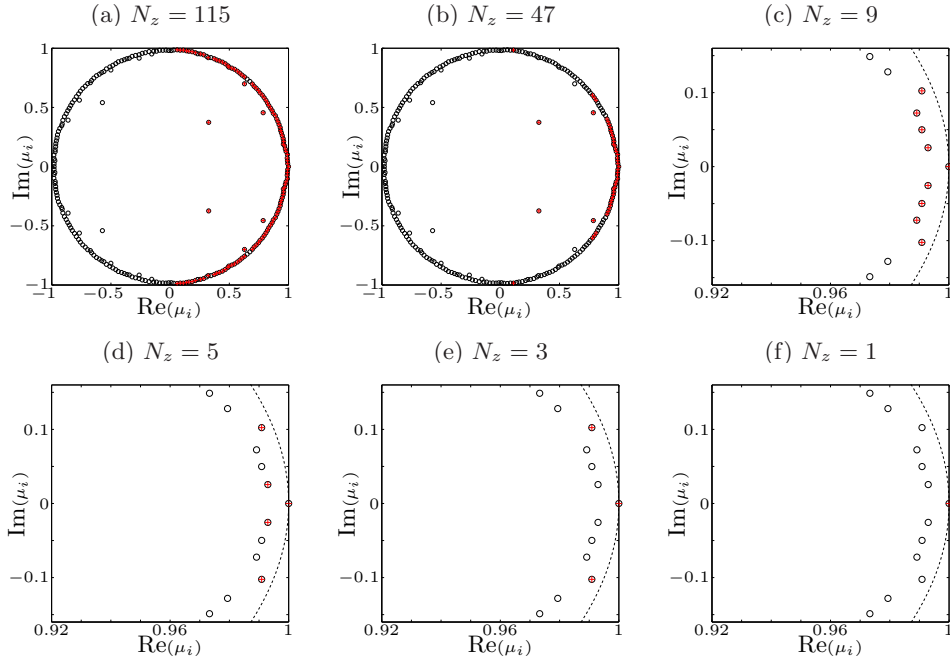 (a) N_z = 115
(b) N_z = 47
(c) N_z = 9
1
0.5
0
−0.5
−1
Im(μ_i)
−1
−0.5
0
0.5
1
Re(μ_i)
1
0.5
0
−0.5
−1
Im(μ_i)
−1
−0.5
0
0.5
1
Re(μ_i)
0.1
0
−0.1
Im(μ_i)
0.92
0.96
1
Re(μ_i)
(d) N_z = 5
(e) N_z = 3
(f) N_z = 1
0.1
0
−0.1
Im(μ_i)
0.92
0.96
1
Re(μ_i)
0.1
0
−0.1
Im(μ_i)
0.92
0.96
1
Re(μ_i)
0.1
0
−0.1
Im(μ_i)
0.92
0.96
1
Re(μ_i)